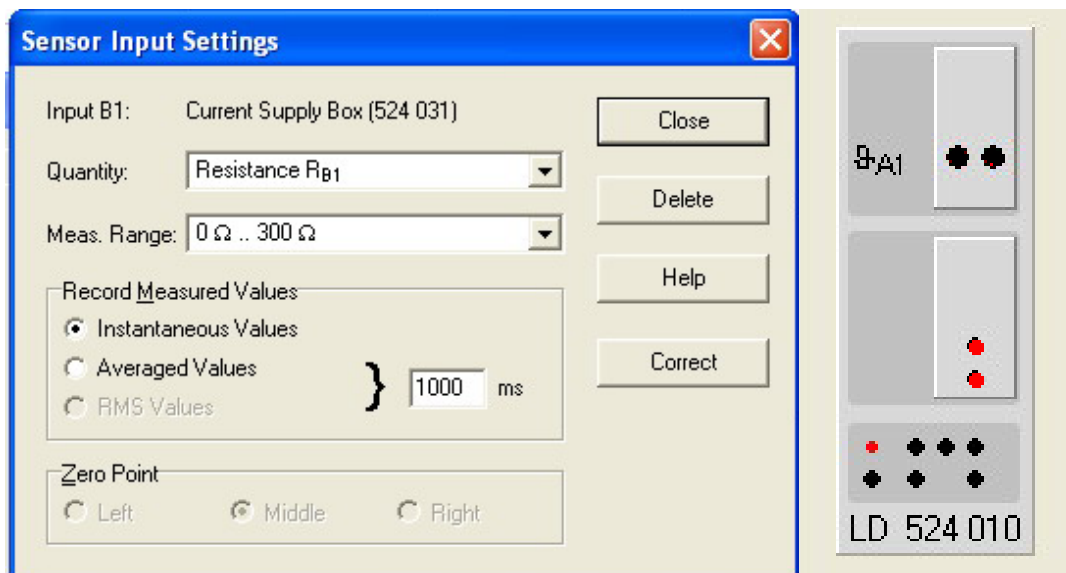 Sensor Input Settings
Input B1: Current Supply Box (524 031)
Close
Quantity: Resistance RB1
Delete
Meas. Range: 0 Ω .. 300 Ω
Help
Record Measured Values
Instantaneous Values
Averaged Values
RMS Values
} 1000 ms
Correct
Zero Point
Left Middle Right
ϑA1
LD 524 010